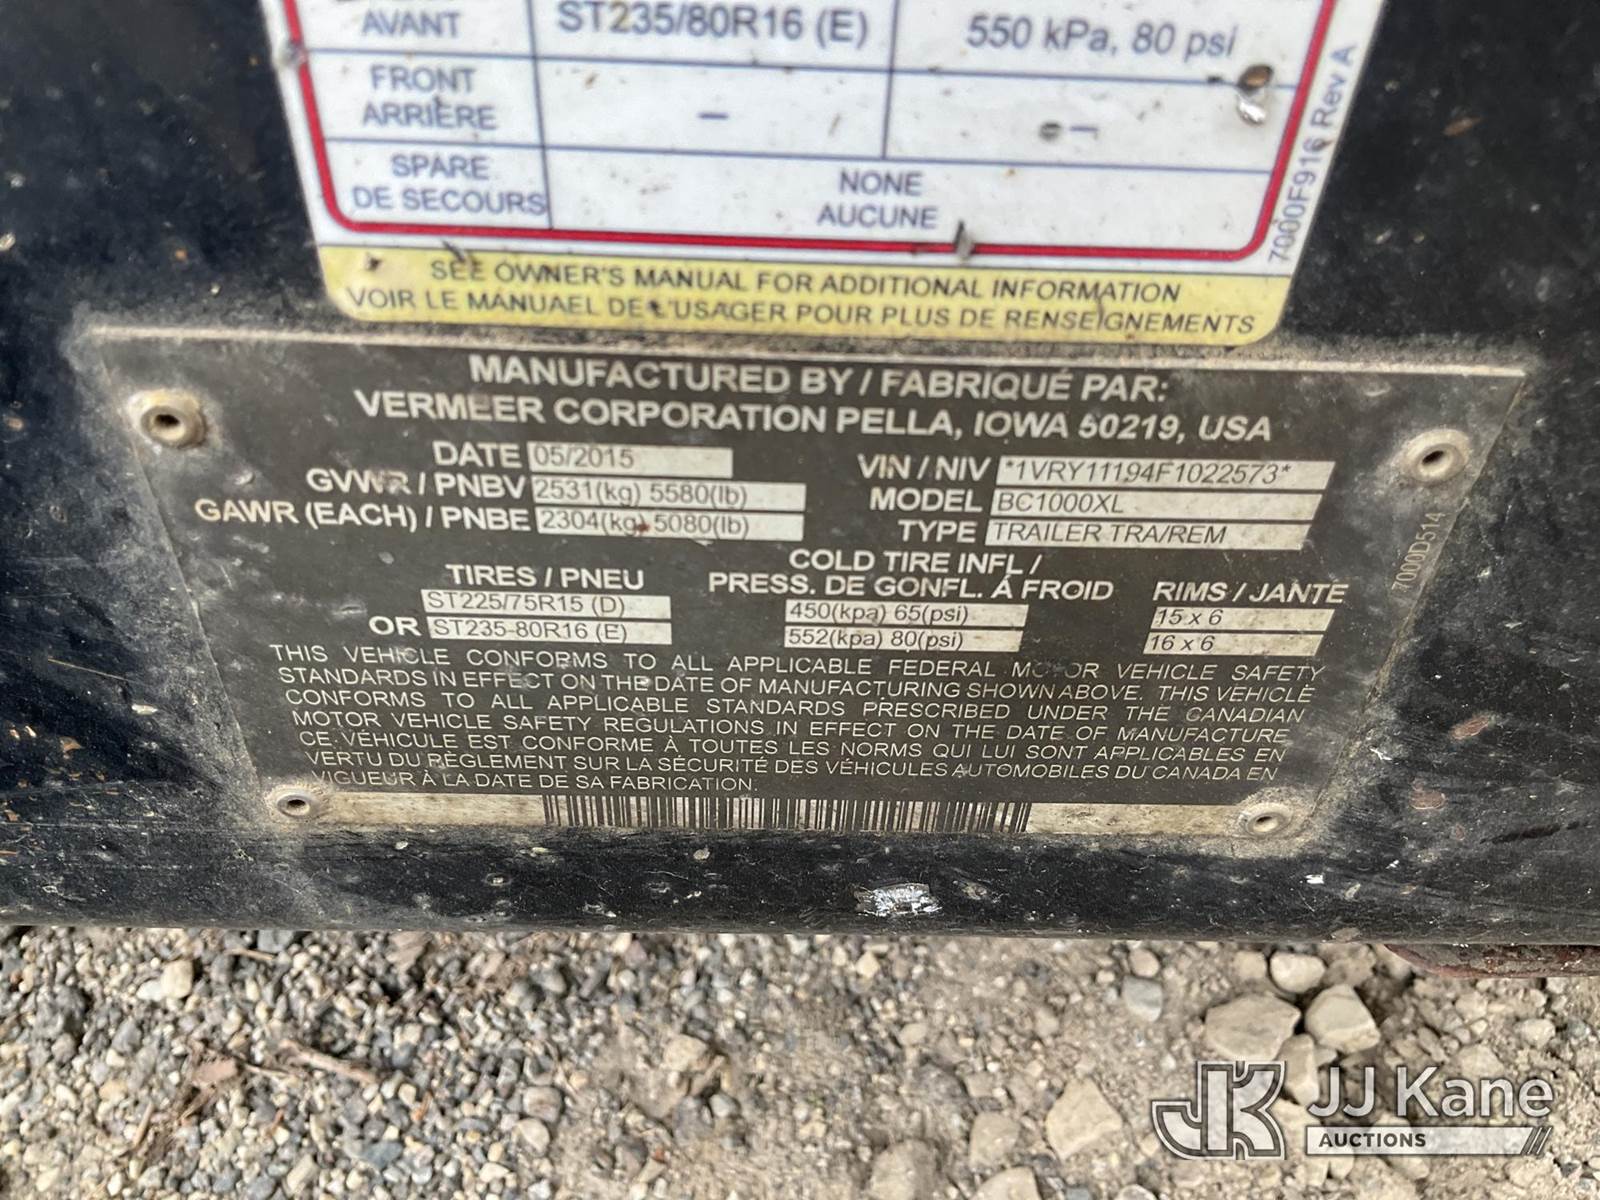 AVANT ST235/80R16 (E) 550 kPa, 80 psi
FRONT
ARRIÈRE – –
SPARE
DE SECOURS
NONE
AUCUNE
7000F916 Rev A
SEE OWNER'S MANUAL FOR ADDITIONAL INFORMATION
VOIR LE MANUAEL DE L'USAGER POUR PLUS DE RENSEIGNEMENTS
MANUFACTURED BY / FABRIQUÉ PAR:
VERMEER CORPORATION PELLA, IOWA 50219, USA
DATE 05/2015
GVWR / PNBV 2531(kg) 5580(lb)
GAWR (EACH) / PNBE 2304(kg) 5080(lb)
VIN / NIV *1VRY11194F1022573*
MODEL BC1000XL
TYPE TRAILER TRA/REM
7000D514
TIRES / PNEU
ST225/75R15 (D)
OR ST235-80R16 (E)
COLD TIRE INFL /
PRESS. DE GONFL. Á FROID
450(kpa) 65(psi)
552(kpa) 80(psi)
RIMS / JANTE
15 x 6
16 x 6
THIS VEHICLE CONFORMS TO ALL APPLICABLE FEDERAL MOTOR VEHICLE SAFETY
STANDARDS IN EFFECT ON THE DATE OF MANUFACTURING SHOWN ABOVE. THIS VEHICLE
CONFORMS TO ALL APPLICABLE STANDARDS PRESCRIBED UNDER THE CANADIAN
MOTOR VEHICLE SAFETY REGULATIONS IN EFFECT ON THE DATE OF MANUFACTURE
CE VÉHICULE EST CONFORME À TOUTES LES NORMS QUI LUI SONT APPLICABLES EN
VERTU DU RÈGLEMENT SUR LA SÉCURITÉ DES VÉHICULES AUTOMOBILES DU CANADA EN
VIGUEUR À LA DATE DE SA FABRICATION.
JK JJ Kane
AUCTIONS